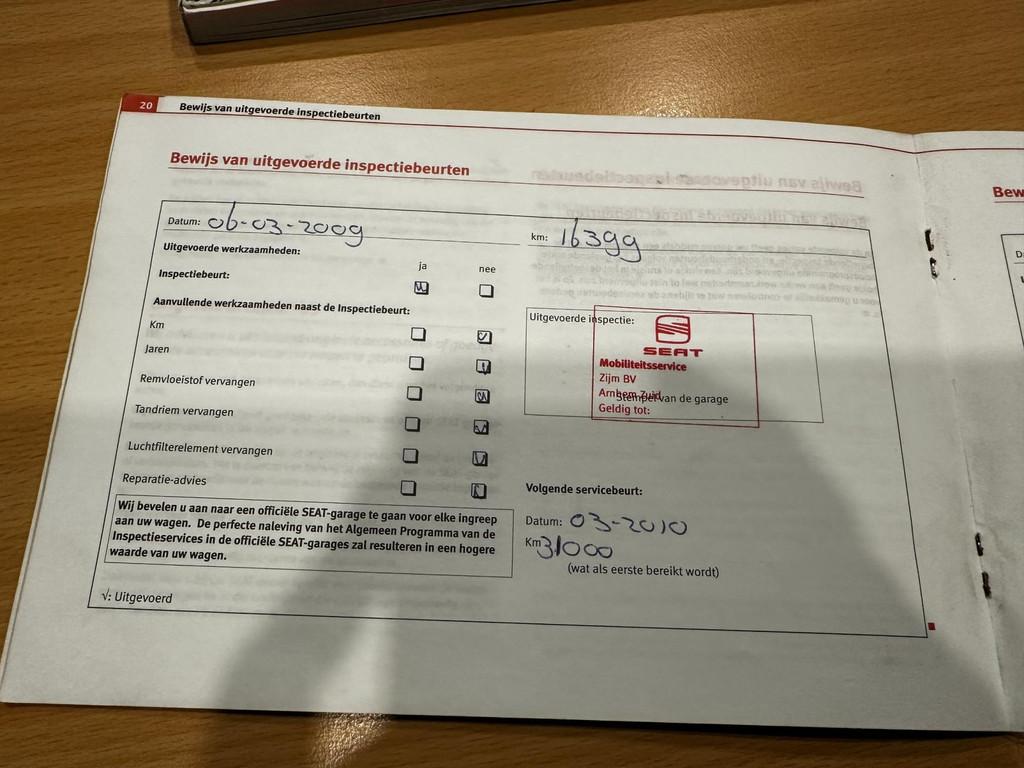 20 Bewijs van uitgevoerde inspectiebeurten
Bewijs van uitgevoerde inspectiebeurten
Bew
Datum: 06-03-2009
km: 16399
Uitgevoerde werkzaamheden:
ja nee
Inspectiebeurt:
Aanvullende werkzaamheden naast de Inspectiebeurt:
Km
Jaren
Remvloeistof vervangen
Tandriem vervangen
Luchtfilterelement vervangen
Reparatie-advies
Wij bevelen u aan naar een officiële SEAT-garage te gaan voor elke ingreep
aan uw wagen. De perfecte naleving van het Algemeen Programma van de
Inspectieservices in de officiële SEAT-garages zal resulteren in een hogere
waarde van uw wagen.
√: Uitgevoerd
Uitgevoerde inspectie:
SEAT
Mobiliteitsservice
Zijm BV
Arnhem Zuid
Stempel van de garage
Geldig tot:
Volgende servicebeurt:
Datum: 03-2010
Km 31000
(wat als eerste bereikt wordt)